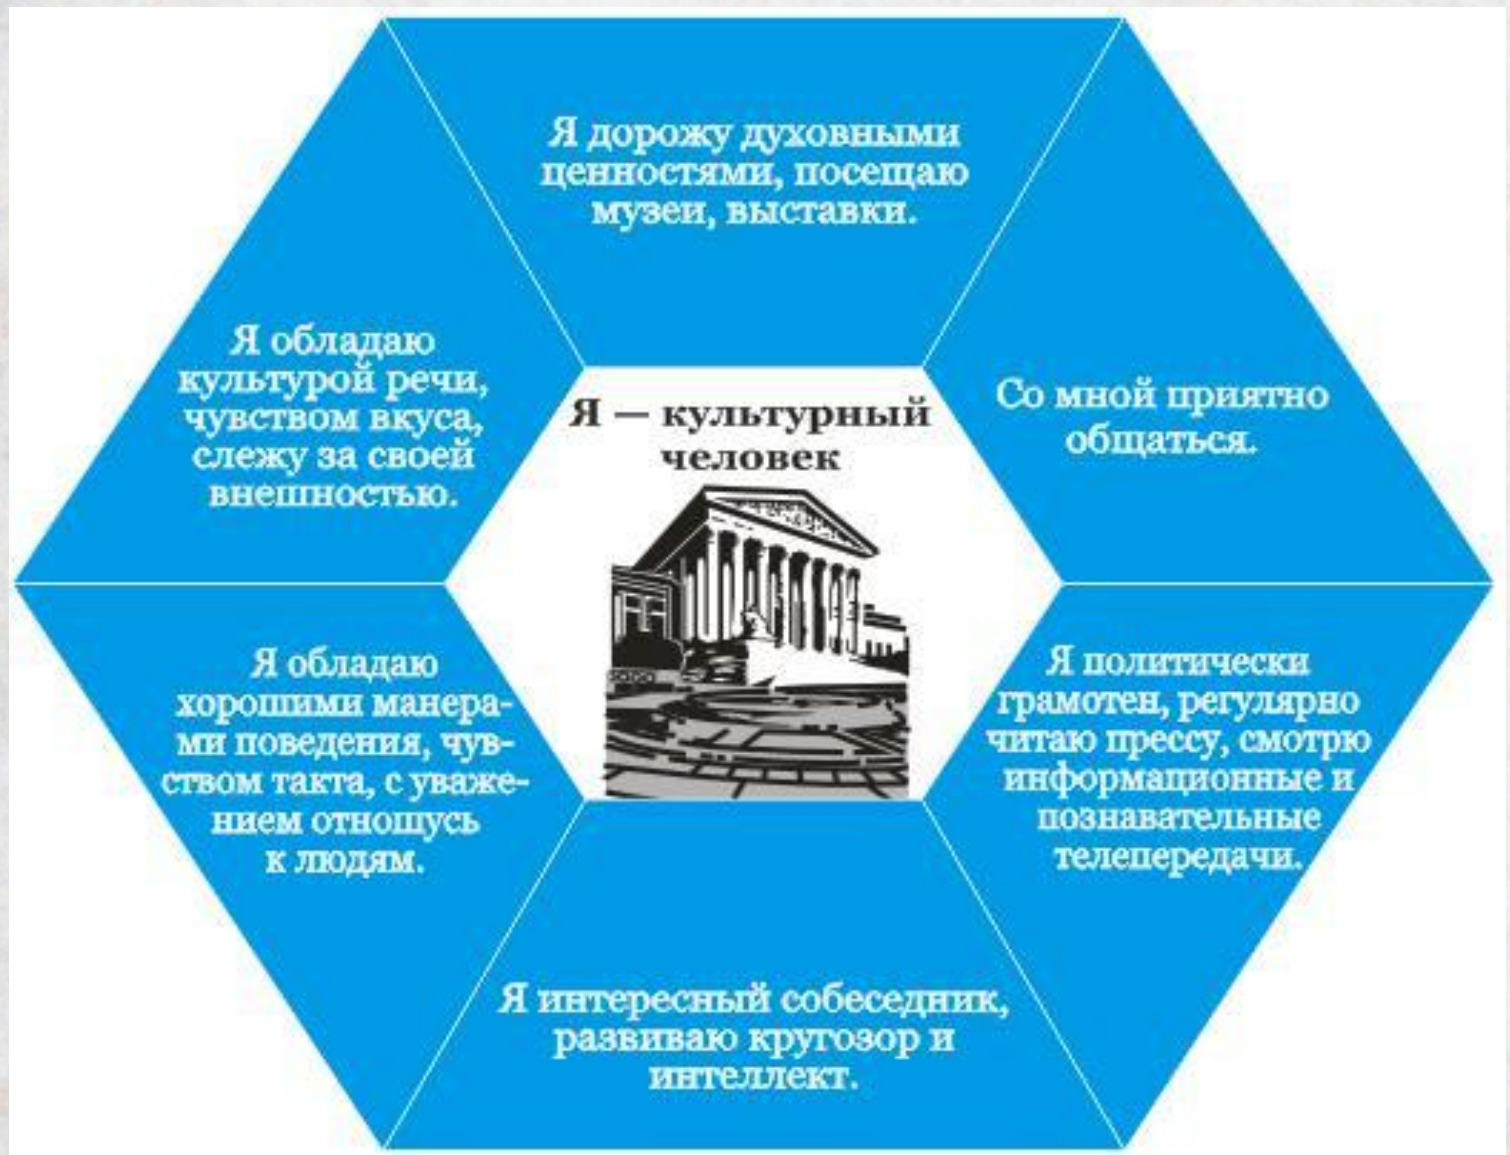 Я дорожу духовными
ценностями, посещаю
музеи, выставки.
Я обладаю
культурой речи,
чувством вкуса,
слежу за своей
внешностью.
Я — культурный
человек
Со мной приятно
общаться.
Я обладаю
хорошими манера-
ми поведения, чув-
ством такта, с уваже-
нием отношусь
к людям.
Я политически
грамотен, регулярно
читаю прессу, смотрю
информационные и
познавательные
телепередачи.
Я интересный собеседник,
развиваю кругозор и
интеллект.